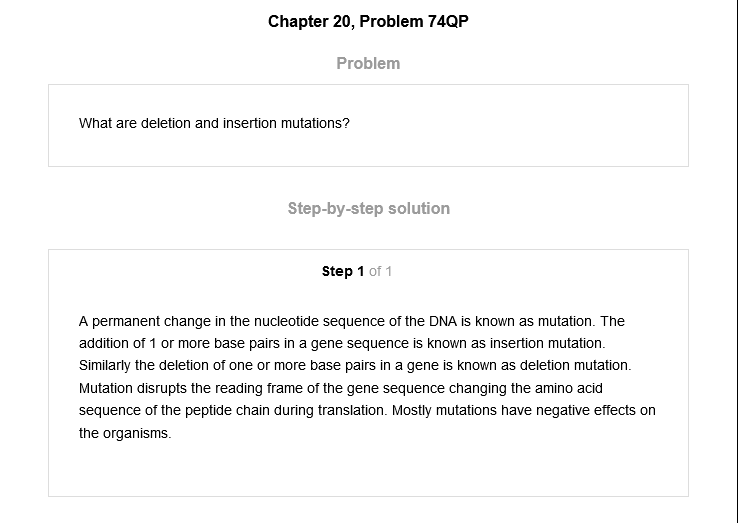 Chapter 20, Problem 74QP
Problem
What are deletion and insertion mutations?
Step-by-step solution
Step 1 of 1
A permanent change in the nucleotide sequence of the DNA is known as mutation. The
addition of 1 or more base pairs in a gene sequence is known as insertion mutation.
Similarly the deletion of one or more base pairs in a gene is known as deletion mutation.
Mutation disrupts the reading frame of the gene sequence changing the amino acid
sequence of the peptide chain during translation. Mostly mutations have negative effects on
the organisms.